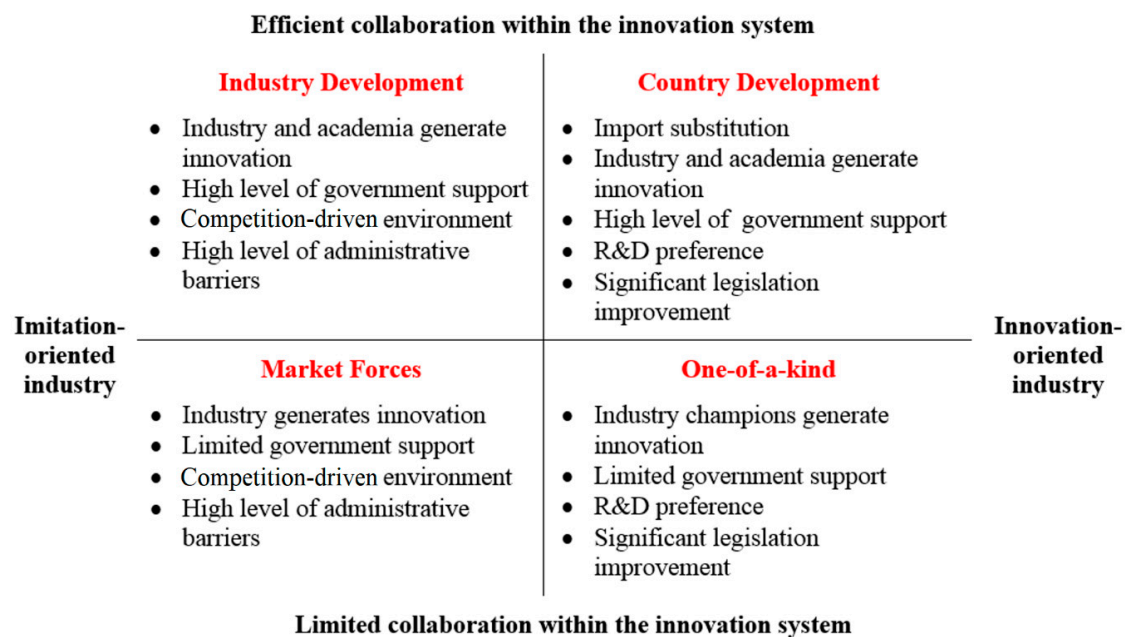 Efficient collaboration within the innovation system
Industry Development
• Industry and academia generate
innovation
• High level of government support
• Competition-driven environment
• High level of administrative
barriers
Country Development
• Import substitution
• Industry and academia generate
innovation
• High level of government support
• R&D preference
• Significant legislation
improvement
Imitation-
oriented
industry
Innovation-
oriented
industry
Market Forces
• Industry generates innovation
• Limited government support
• Competition-driven environment
• High level of administrative
barriers
One-of-a-kind
• Industry champions generate
innovation
• Limited government support
• R&D preference
• Significant legislation
improvement
Limited collaboration within the innovation system